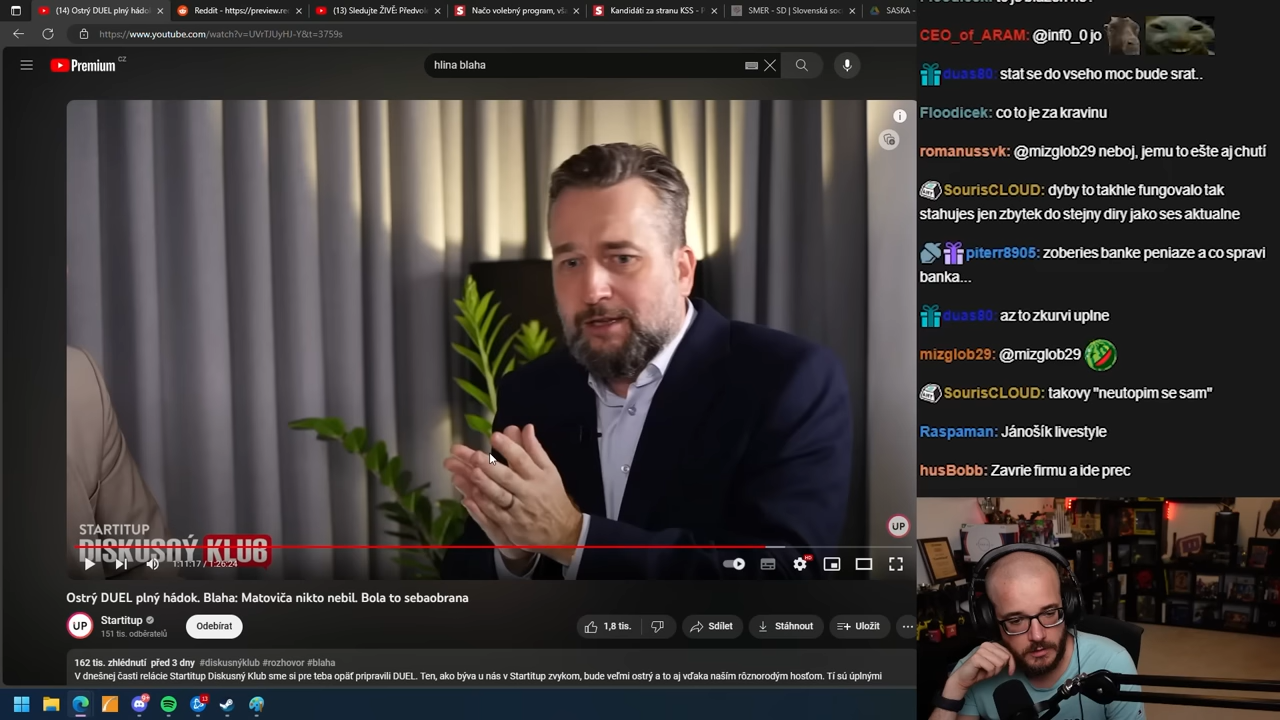 (14) Ostrý DUEL plný hádok.
Reddit - https://preview.re
(13) Sledujte ŽIVĚ: Předvol
Načo volebný program, vš
Kandidáti za stranu KSS - P
SMER - SD | Slovenská soc
SASKA -
https://www.youtube.com/watch?v=UVrTJUyHJ-Y&t=3759s
Premium CZ
hlina blaha
STARTITUP
DISKUSNÝ KLUB
UP
1:11:17 / 1:26:24
HD
Ostrý DUEL plný hádok. Blaha: Matoviča nikto nebil. Bola to sebaobrana
UP
Startitup
151 tis. odběratelů
Odebírat
1,8 tis.
Sdílet
Stáhnout
Uložit
162 tis. zhlédnutí před 3 dny #diskusnýklub #rozhovor #blaha
V dnešnej časti relácie Startitup Diskusný Klub sme si pre teba opäť pripravili DUEL. Ten, ako býva u nás v Startitup zvykom, bude veľmi ostrý a to aj vďaka naším rôznorodým hosťom. Tí sú úplnými
CEO_of_ARAM: @inf0_0 jo
duas80: stat se do vseho moc bude srat..
Floodicek: co to je za kravinu
romanussvk: @mizglob29 neboj, jemu to ešte aj chutí
SourisCLOUD: dyby to takhle fungovalo tak
stahujes jen zbytek do stejny diry jako ses aktualne
piterr8905: zoberies banke peniaze a co spravi
banka...
duas80: az to zkurvi uplne
mizglob29: @mizglob29
SourisCLOUD: takovy "neutopim se sam"
Raspaman: Jánošík livestyle
husBobb: Zavrie firmu a ide prec